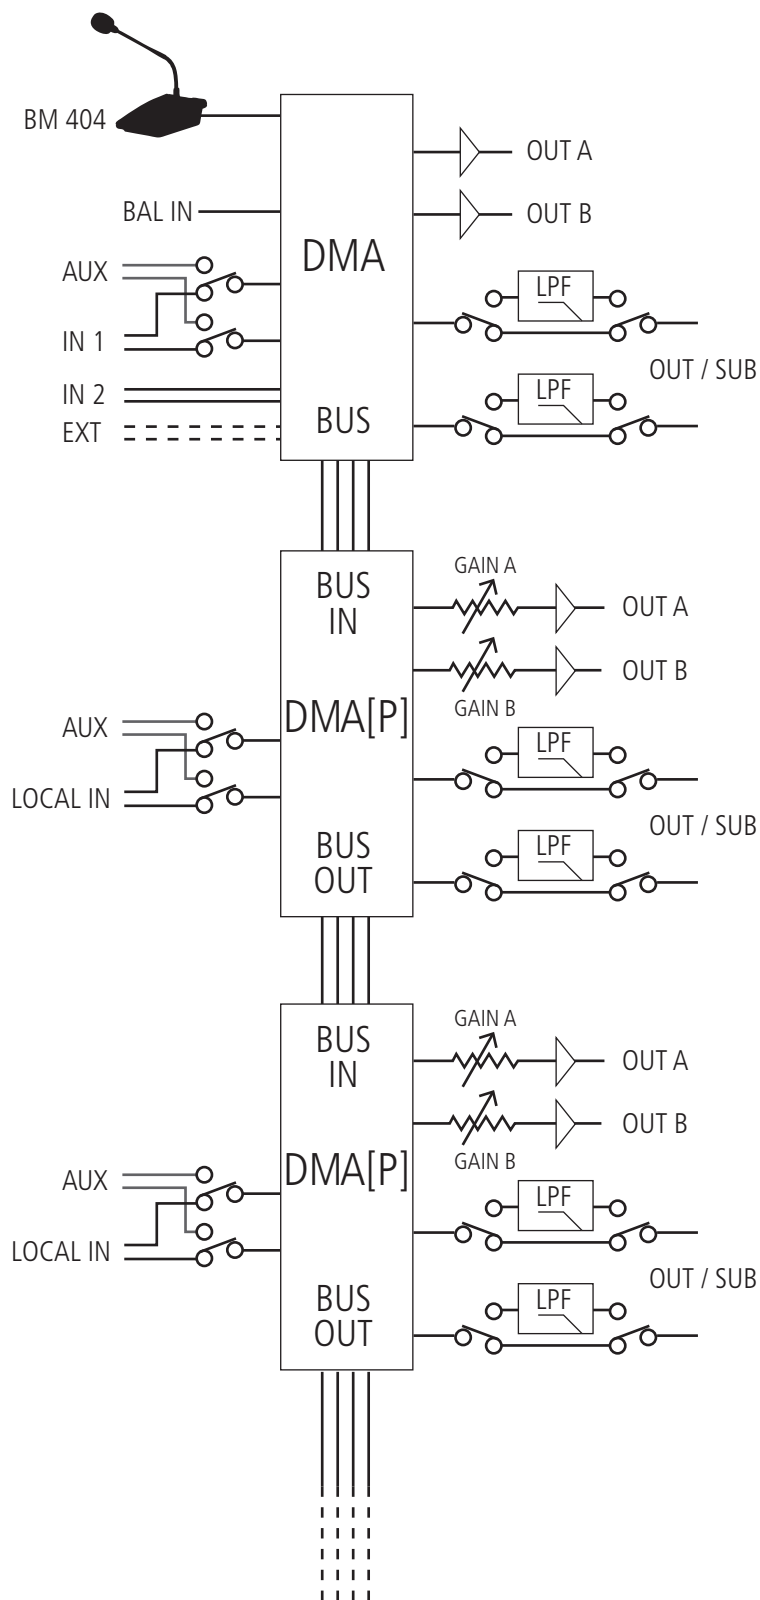 BM 404
OUT A
BAL IN
OUT B
DMA
AUX
LPF
IN 1
OUT / SUB
IN 2
LPF
EXT
BUS
GAIN A
BUS
IN
OUT A
OUT B
GAIN B
DMA[P]
AUX
LPF
LOCAL IN
OUT / SUB
BUS
OUT
LPF
GAIN A
BUS
IN
OUT A
OUT B
GAIN B
DMA[P]
AUX
LPF
LOCAL IN
OUT / SUB
BUS
OUT
LPF